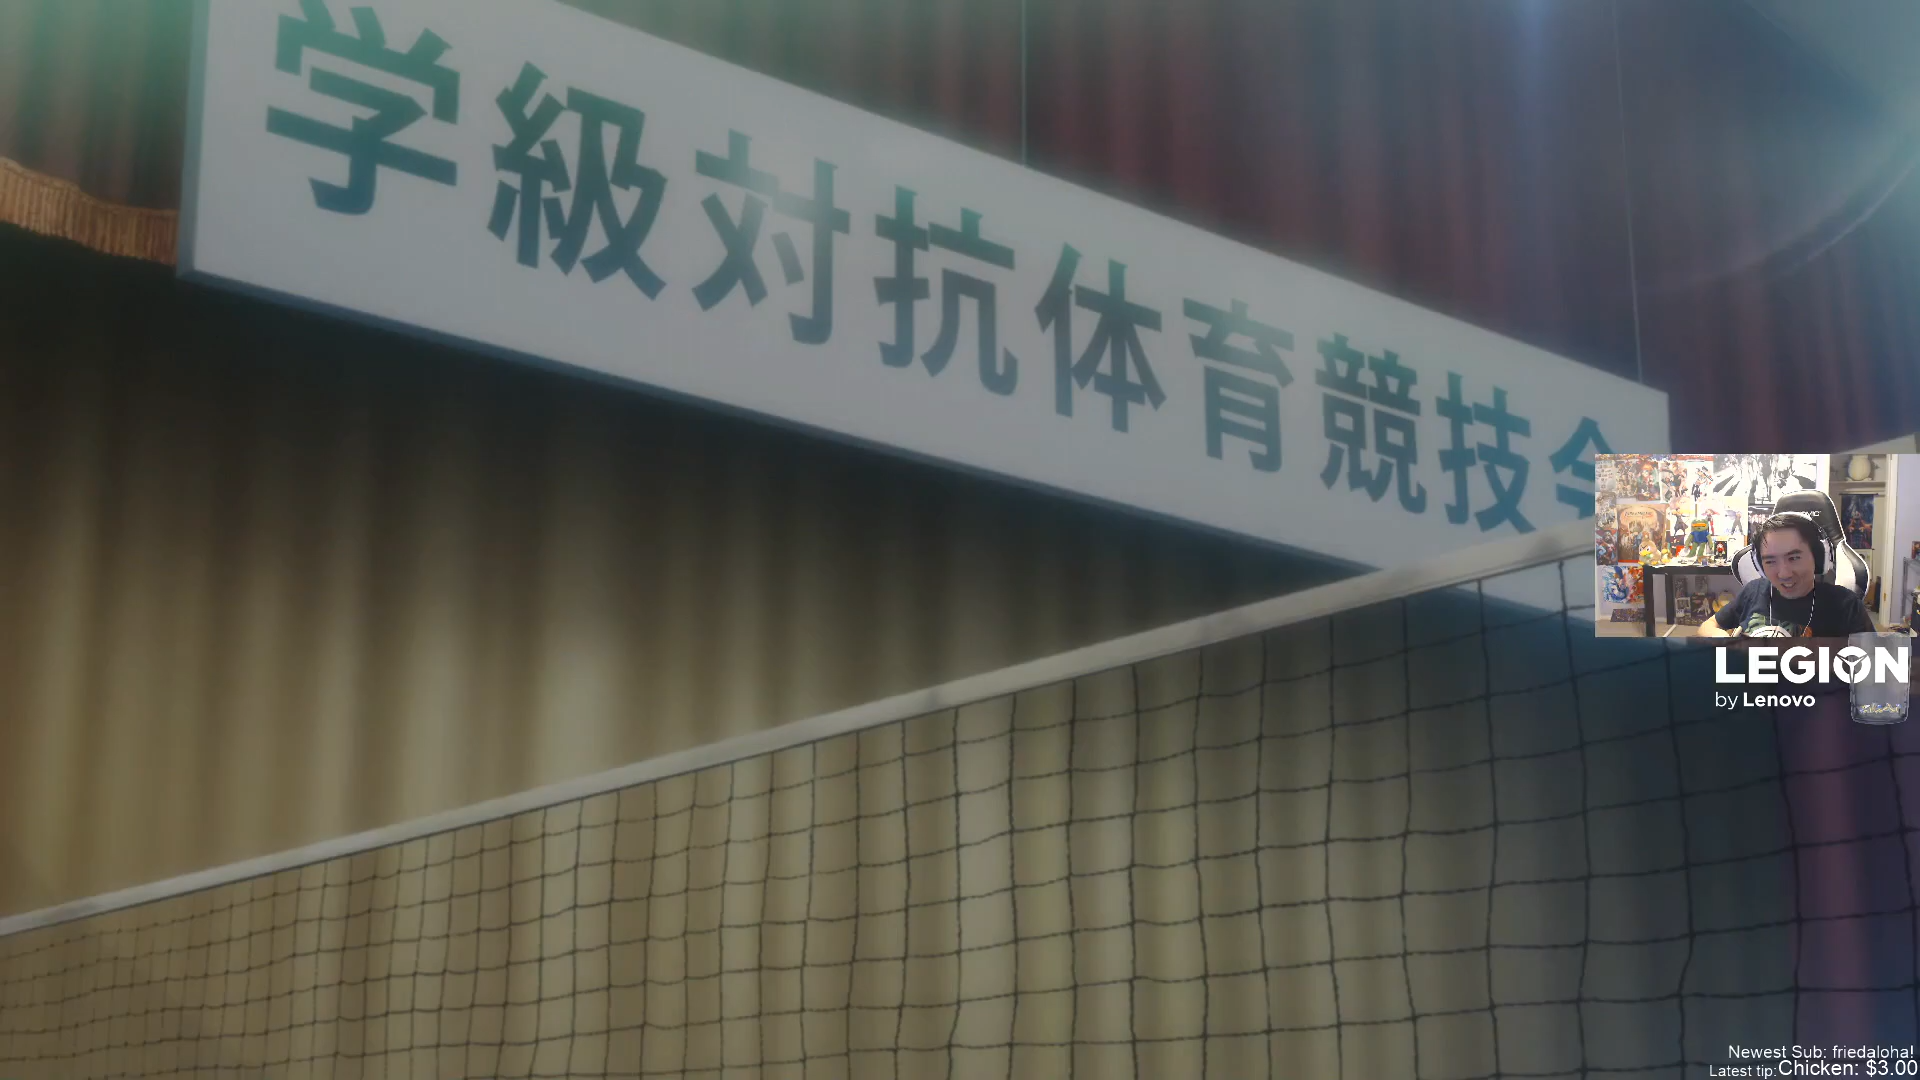 学級対抗体育競技会
LEGION
by Lenovo
Newest Sub: friedaloha!
Latest tip:Chicken: $3.00